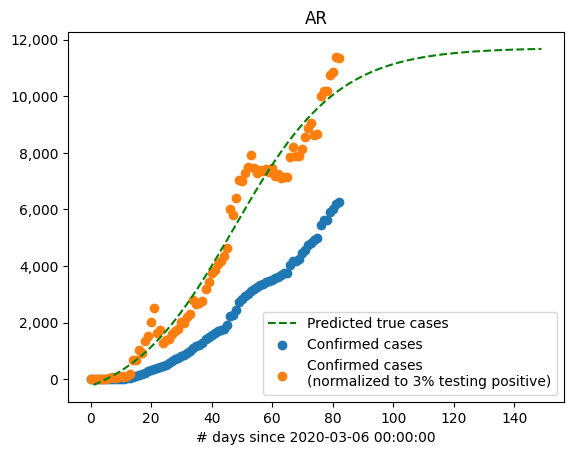 AR
12,000
10,000
8,000
6,000
4,000
2,000
0
0 20 40 60 80 100 120 140
# days since 2020-03-06 00:00:00
Predicted true cases
Confirmed cases
Confirmed cases
(normalized to 3% testing positive)